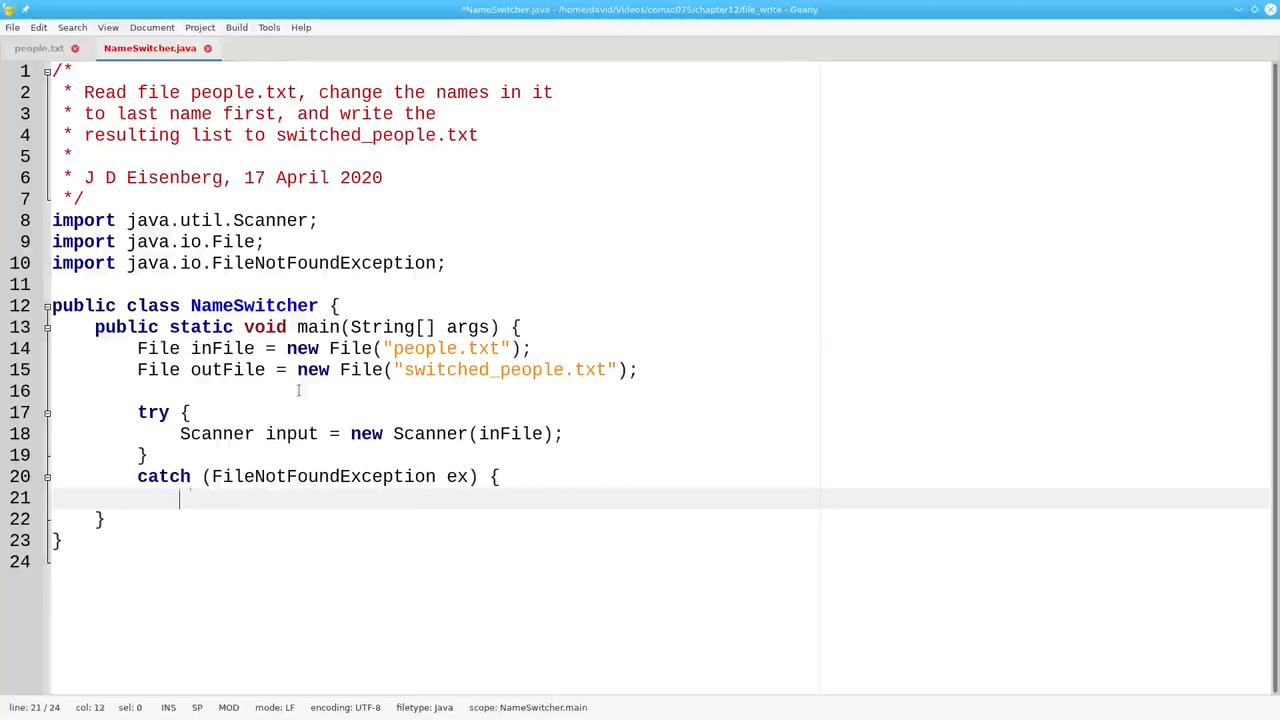 *NameSwitcher.java - /home/david/Videos/comsc075/chapter12/file_write - Geany
File Edit Search View Document Project Build Tools Help
people.txt NameSwitcher.java
1 /*
2  * Read file people.txt, change the names in it
3  * to last name first, and write the
4  * resulting list to switched_people.txt
5  *
6  * J D Eisenberg, 17 April 2020
7  */
8 import java.util.Scanner;
9 import java.io.File;
10 import java.io.FileNotFoundException;
11
12 public class NameSwitcher {
13     public static void main(String[] args) {
14         File inFile = new File("people.txt");
15         File outFile = new File("switched_people.txt");
16
17         try {
18             Scanner input = new Scanner(inFile);
19         }
20         catch (FileNotFoundException ex) {
21
22     }
23 }
24
line: 21 / 24 col: 12 sel: 0 INS SP MOD mode: LF encoding: UTF-8 filetype: Java scope: NameSwitcher.main